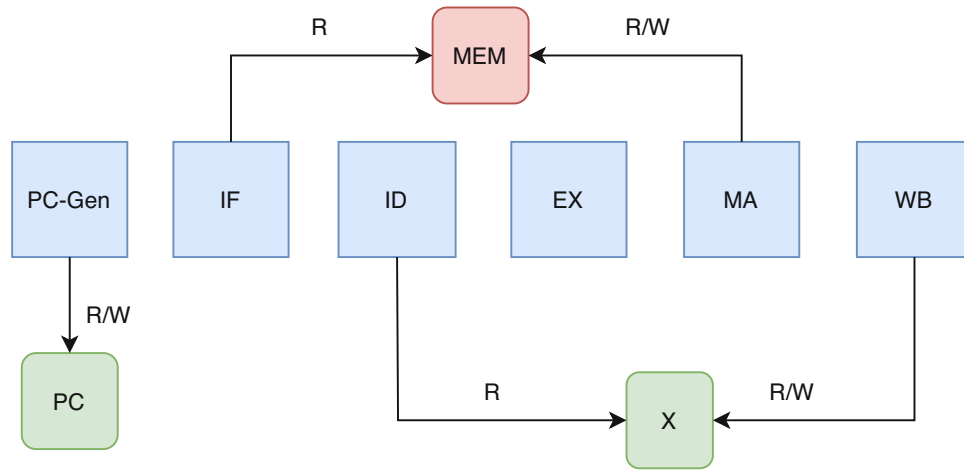 R
MEM
R/W
PC-Gen
IF
ID
EX
MA
WB
R/W
PC
R
X
R/W